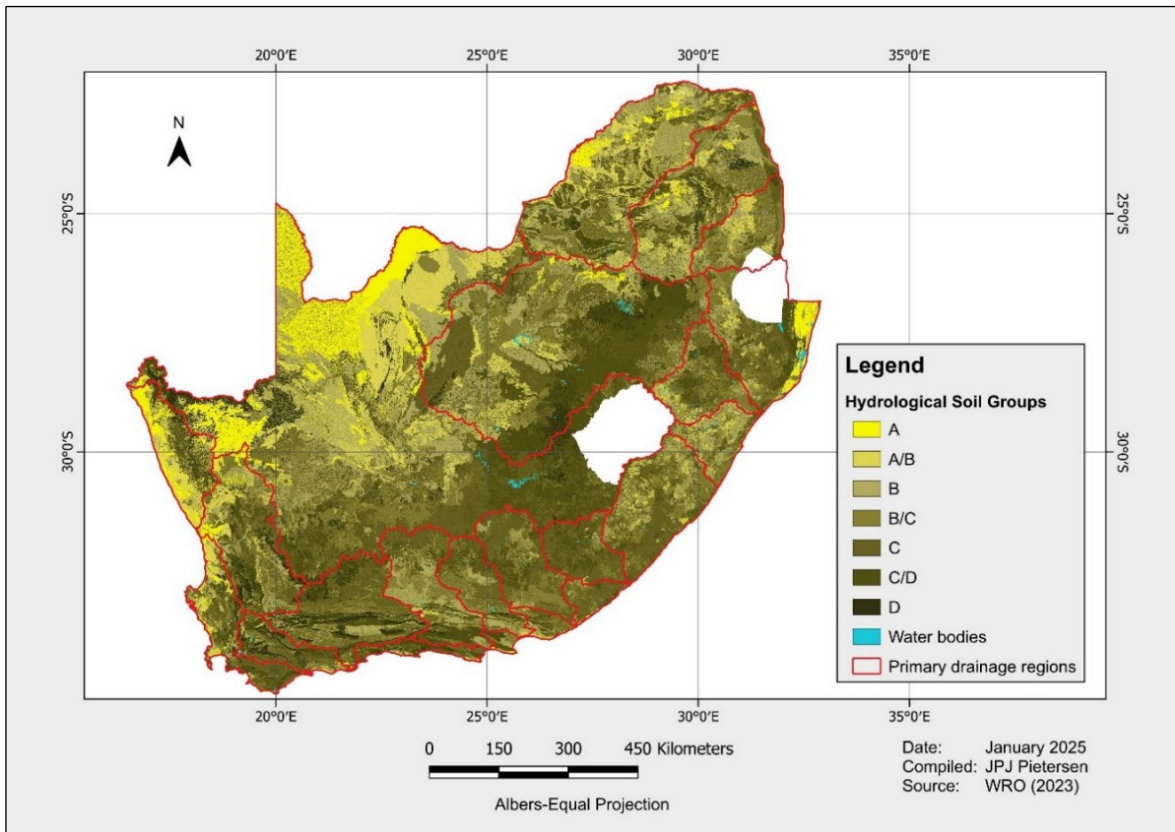 20°0'E 25°0'E 30°0'E 35°0'E
N
25°0'S 25°0'S
30°0'S 30°0'S
Legend
Hydrological Soil Groups
A
A/B
B
B/C
C
C/D
D
Water bodies
Primary drainage regions
20°0'E 25°0'E 30°0'E 35°0'E
0 150 300 450 Kilometers
Albers-Equal Projection
Date: January 2025
Compiled: JPJ Pietersen
Source: WRO (2023)